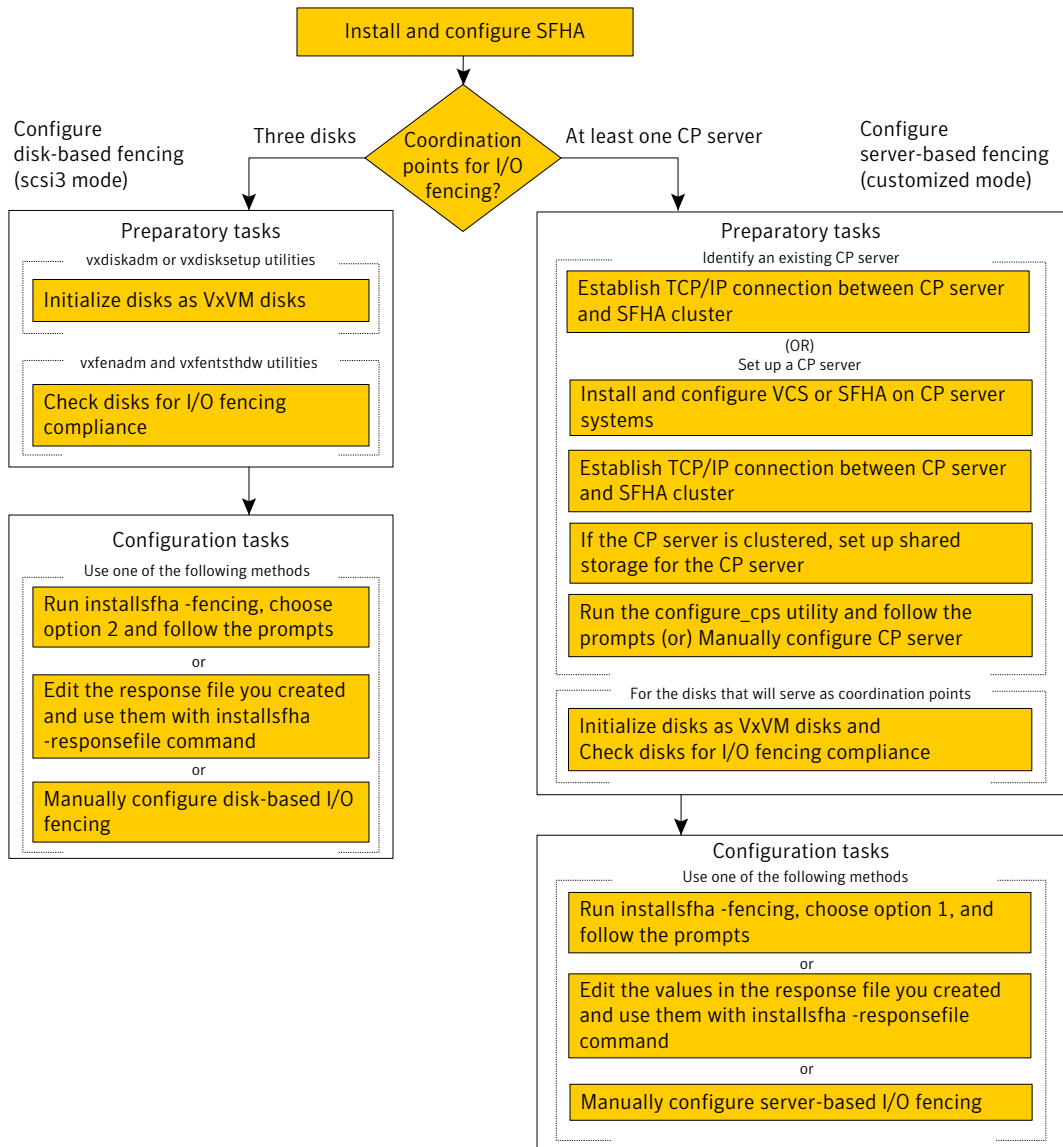 Install and configure SFHA
Configure
disk-based fencing
(scsi3 mode)
Three disks
Coordination
points for I/O
fencing?
At least one CP server
Configure
server-based fencing
(customized mode)
Preparatory tasks
vxdiskadm or vxdisksetup utilities
Initialize disks as VxVM disks
vxfenadm and vxfentsthdw utilities
Check disks for I/O fencing
compliance
Configuration tasks
Use one of the following methods
Run installsfha -fencing, choose
option 2 and follow the prompts
or
Edit the response file you created
and use them with installsfha
-responsefile command
or
Manually configure disk-based I/O
fencing
Preparatory tasks
Identify an existing CP server
Establish TCP/IP connection between CP server
and SFHA cluster
(OR)
Set up a CP server
Install and configure VCS or SFHA on CP server
systems
Establish TCP/IP connection between CP server
and SFHA cluster
If the CP server is clustered, set up shared
storage for the CP server
Run the configure_cps utility and follow the
prompts (or) Manually configure CP server
For the disks that will serve as coordination points
Initialize disks as VxVM disks and
Check disks for I/O fencing compliance
Configuration tasks
Use one of the following methods
Run installsfha -fencing, choose option 1, and
follow the prompts
or
Edit the values in the response file you created
and use them with installsfha -responsefile
command
or
Manually configure server-based I/O fencing